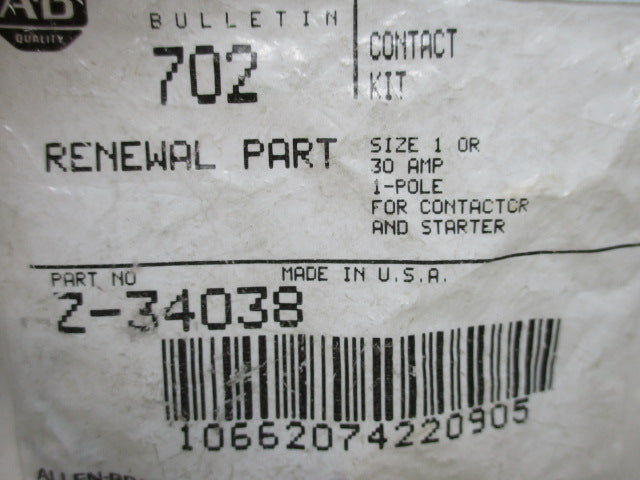 AB
QUALITY
BULLETIN
702
CONTACT
KIT
RENEWAL PART
SIZE 1 OR
30 AMP
1-POLE
FOR CONTACTOR
AND STARTER
PART NO
MADE IN U.S.A.
Z-34038
10662074220905